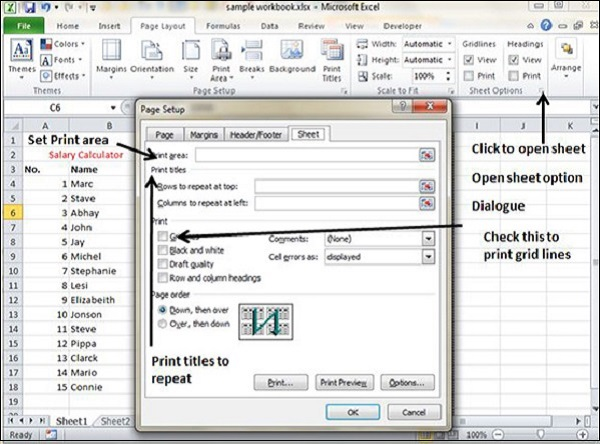 sample workbook.xlsx - Microsoft Excel
File Home Insert Page Layout Formulas Data Review View Developer
Themes Colors Fonts Effects
Margins Orientation Size Print Area Breaks Background Print Titles
Width: Automatic
Height: Automatic
Scale: 100%
Gridlines Headings
View View
Print Print
Arrange
Themes Page Setup Scale to Fit Sheet Options
C6
A B I J K
1 Set Print area
2 Salary Calculator
3 No. Name
4 1 Marc
5 2 Stave
6 3 Abhay
7 4 John
8 5 Jay
9 6 Michel
10 7 Stephanie
11 8 Lesi
12 9 Elizabeith
13 10 Jonson
14 11 Steve
15 12 Pippa
16 13 Clarck
17 14 Mario
18 15 Connie
Page Setup
Page Margins Header/Footer Sheet
Print area:
Print titles
Rows to repeat at top:
Columns to repeat at left:
Print
Comments: (None)
Black and white
Cell errors as: displayed
Draft quality
Row and column headings
Page order
Down, then over
Over, then down
Print titles to
repeat
Print... Print Preview Options...
OK Cancel
Click to open sheet
Open sheet option
Dialogue
Check this to
print grid lines
Sheet1 Sheet2
Ready 100%